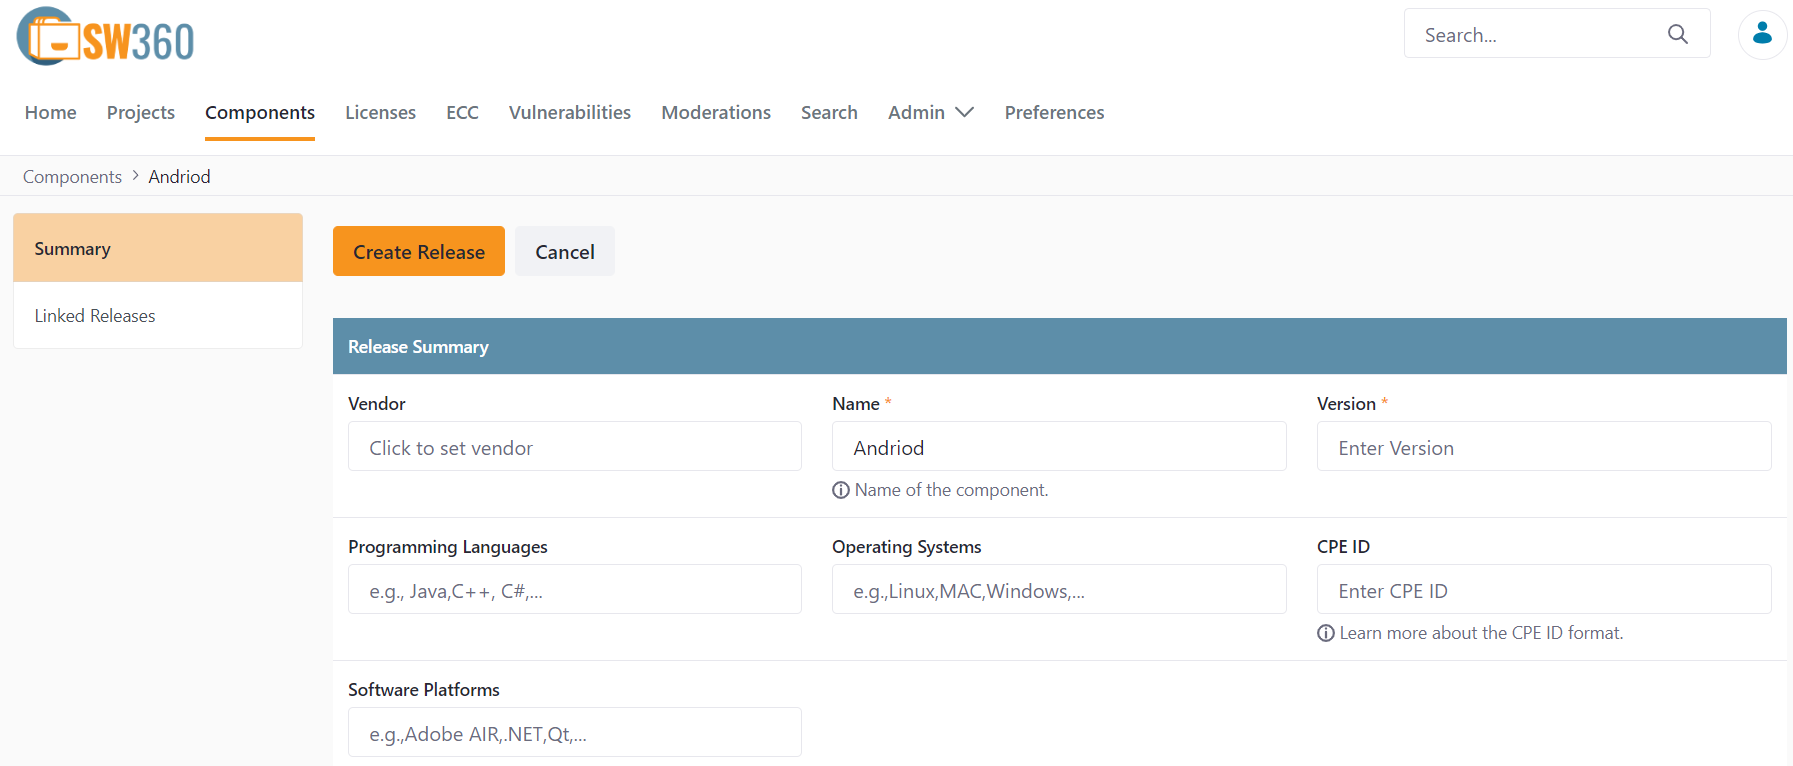 SW360
Search...
Home Projects Components Licenses ECC Vulnerabilities Moderations Search Admin Preferences
Components > Andriod
Summary
Linked Releases
Create Release Cancel
Release Summary
Vendor Name * Version *
Click to set vendor Andriod Enter Version
Name of the component.
Programming Languages Operating Systems CPE ID
e.g., Java,C++, C#,... e.g.,Linux,MAC,Windows,... Enter CPE ID
Learn more about the CPE ID format.
Software Platforms
e.g.,Adobe AIR,.NET,Qt,...